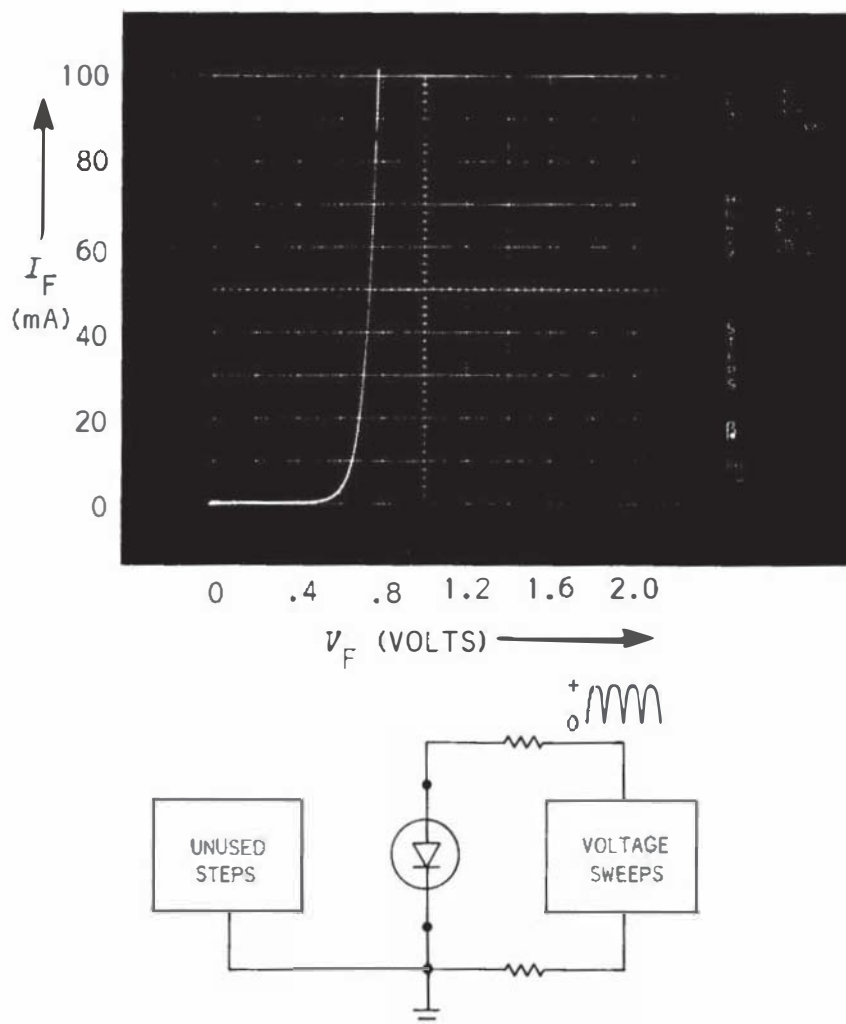 100
80
60
I_F
(mA)
40
20
0
0 .4 .8 1.2 1.6 2.0
V_F (VOLTS)
+
0
UNUSED
STEPS
VOLTAGE
SWEEPS
β